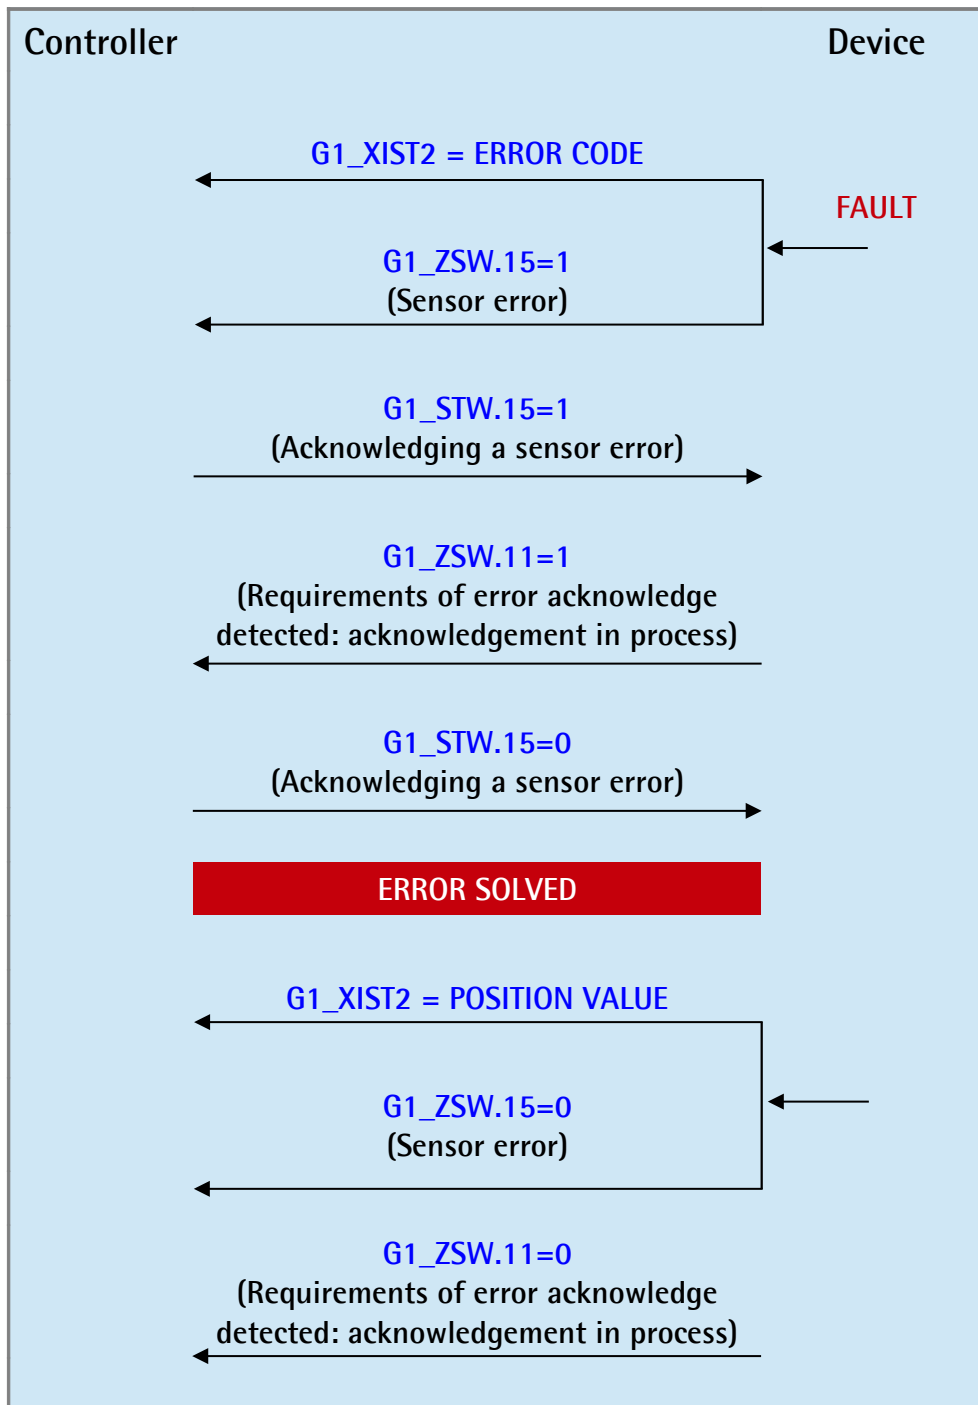 Controller
Device
G1_XIST2 = ERROR CODE
FAULT
G1_ZSW.15=1
(Sensor error)
G1_STW.15=1
(Acknowledging a sensor error)
G1_ZSW.11=1
(Requirements of error acknowledge
detected: acknowledgement in process)
G1_STW.15=0
(Acknowledging a sensor error)
ERROR SOLVED
G1_XIST2 = POSITION VALUE
G1_ZSW.15=0
(Sensor error)
G1_ZSW.11=0
(Requirements of error acknowledge
detected: acknowledgement in process)